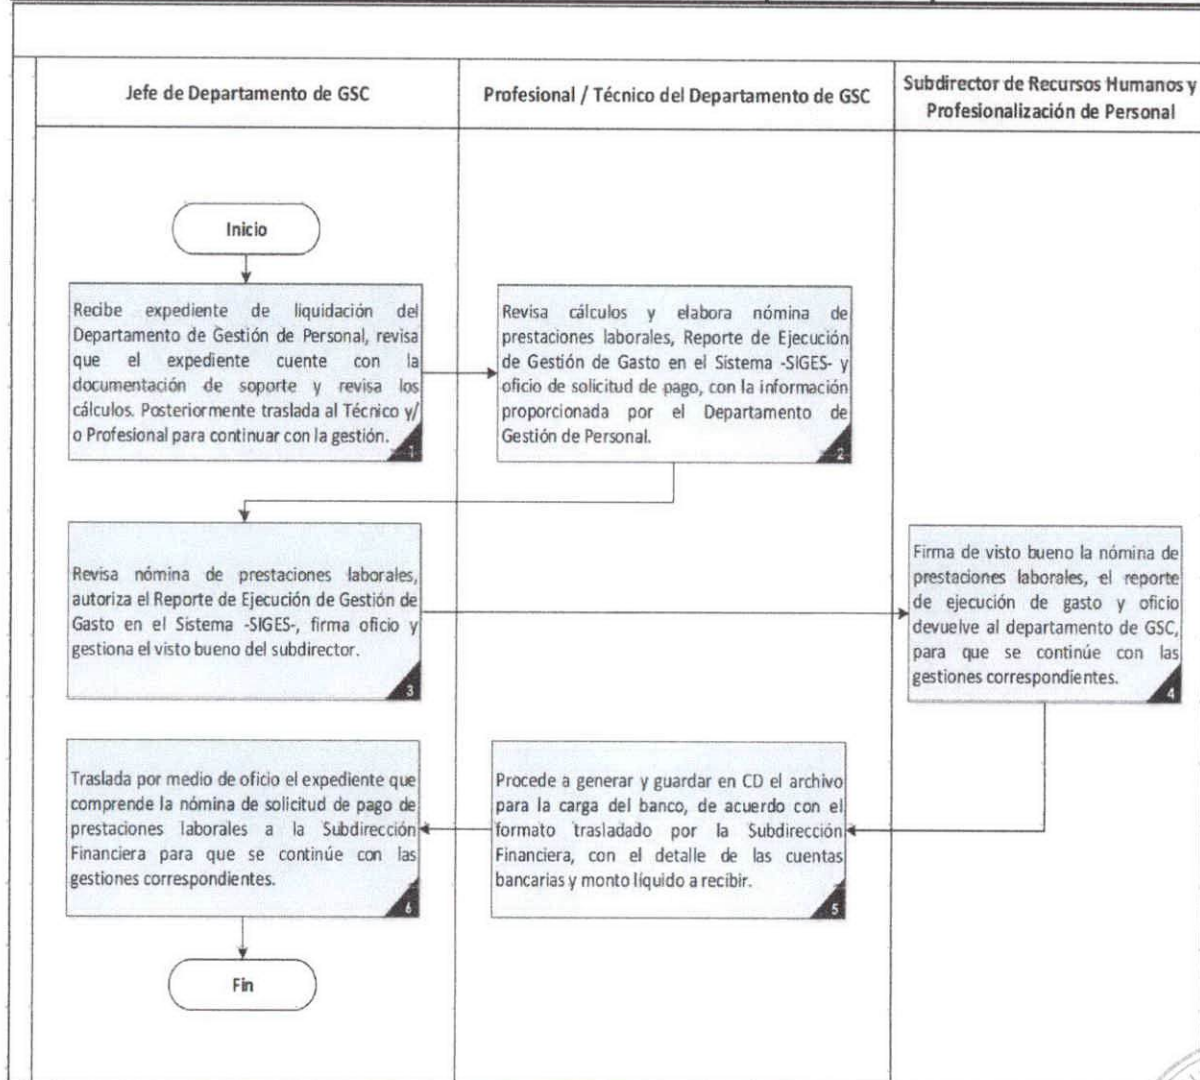 Jefe de Departamento de GSC
Profesional / Técnico del Departamento de GSC
Subdirector de Recursos Humanos y
Profesionalización de Personal
Inicio
Recibe expediente de liquidación del
Departamento de Gestión de Personal, revisa
que el expediente cuente con la
documentación de soporte y revisa los
cálculos. Posteriormente traslada al Técnico y/
o Profesional para continuar con la gestión.
1
Revisa cálculos y elabora nómina de
prestaciones laborales, Reporte de Ejecución
de Gestión de Gasto en el Sistema -SIGES- y
oficio de solicitud de pago, con la información
proporcionada por el Departamento de
Gestión de Personal.
2
Revisa nómina de prestaciones laborales,
autoriza el Reporte de Ejecución de Gestión de
Gasto en el Sistema -SIGES-, firma oficio y
gestiona el visto bueno del subdirector.
3
Firma de visto bueno la nómina de
prestaciones laborales, el reporte
de ejecución de gasto y oficio
devuelve al departamento de GSC,
para que se continúe con las
gestiones correspondientes.
4
Traslada por medio de oficio el expediente que
comprende la nómina de solicitud de pago de
prestaciones laborales a la Subdirección
Financiera para que se continúe con las
gestiones correspondientes.
6
Procede a generar y guardar en CD el archivo
para la carga del banco, de acuerdo con el
formato trasladado por la Subdirección
Financiera, con el detalle de las cuentas
bancarias y monto líquido a recibir.
5
Fin